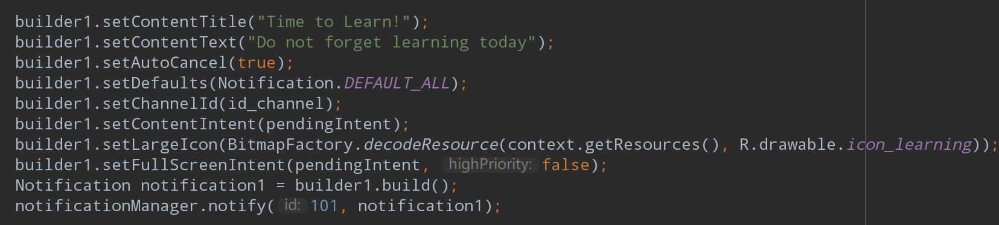 builder1.setContentTitle("Time to Learn!");
builder1.setContentText("Do not forget learning today");
builder1.setAutoCancel(true);
builder1.setDefaults(Notification.DEFAULT_ALL);
builder1.setChannelId(id_channel);
builder1.setContentIntent(pendingIntent);
builder1.setLargeIcon(BitmapFactory.decodeResource(context.getResources(), R.drawable.icon_learning));
builder1.setFullScreenIntent(pendingIntent, highPriority: false);
Notification notification1 = builder1.build();
notificationManager.notify( id: 101, notification1);